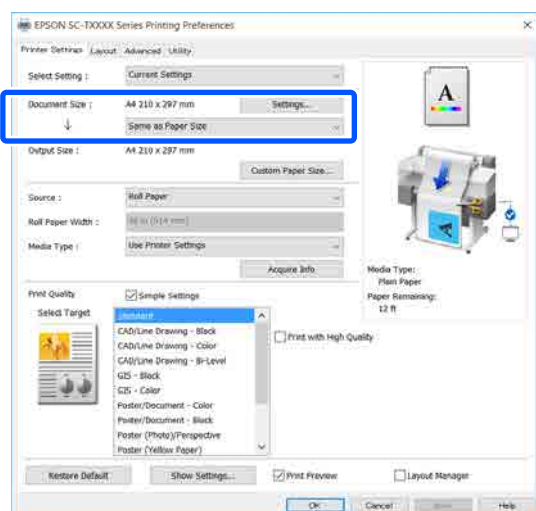 EPSON SC-TXXXX Series Printing Preferences
Printer Settings Layout Advanced Utility
Select Setting : Current Settings
Document Size : A4 210 x 297 mm Settings...
↓ Same as Paper Size
Output Size : A4 210 x 297 mm
Custom Paper Size...
Source : Roll Paper
Roll Paper Width :
Media Type : Use Printer Settings
Acquire Info
A
Media Type:
Plain Paper
Paper Remaining:
12 ft
Print Quality Simple Settings
Select Target
Standard
CAD/Line Drawing - Black
CAD/Line Drawing - Color
CAD/Line Drawing - Bi-Level
GIS - Black
GIS - Color
Poster/Document - Color
Poster/Document - Black
Poster (Photo)/Perspective
Poster (Yellow Paper)
Print with High Quality
Restore Default Show Settings... Print Preview Layout Manager
OK Cancel Help